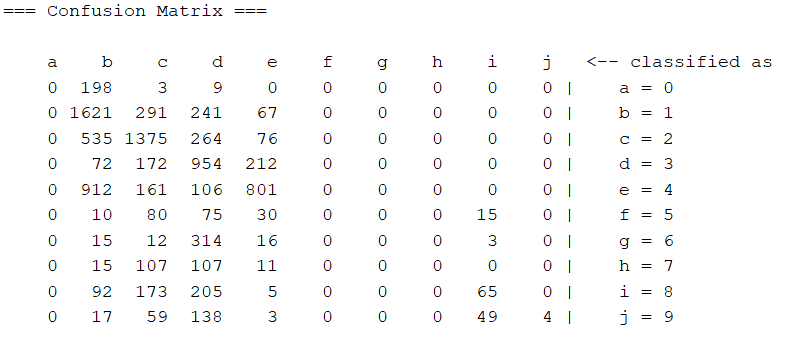 === Confusion Matrix ===
a b c d e f g h i j <-- classified as
0 198 3 9 0 0 0 0 0 0 | a = 0
0 1621 291 241 67 0 0 0 0 0 | b = 1
0 535 1375 264 76 0 0 0 0 0 | c = 2
0 72 172 954 212 0 0 0 0 0 | d = 3
0 912 161 106 801 0 0 0 0 0 | e = 4
0 10 80 75 30 0 0 0 15 0 | f = 5
0 15 12 314 16 0 0 0 3 0 | g = 6
0 15 107 107 11 0 0 0 0 0 | h = 7
0 92 173 205 5 0 0 0 65 0 | i = 8
0 17 59 138 3 0 0 0 49 4 | j = 9